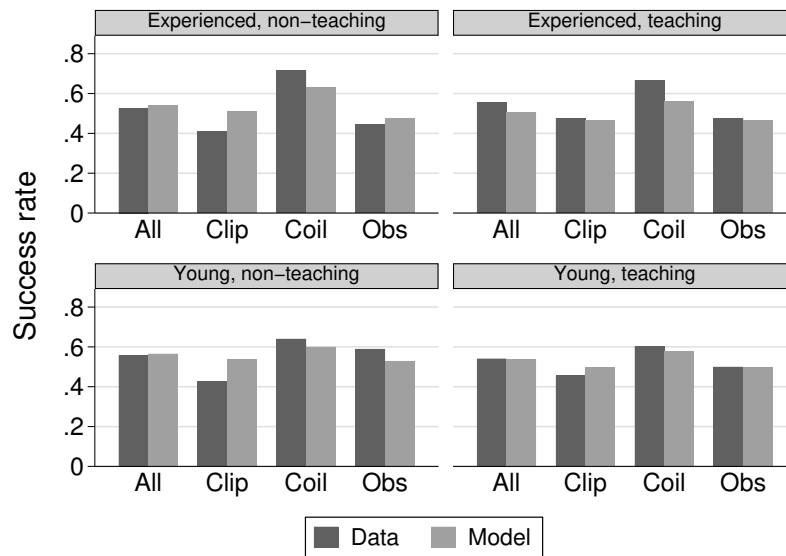 Experienced, non−teaching
Experienced, teaching
.8
.6
.4
.2
0
All Clip Coil Obs
All Clip Coil Obs
Young, non−teaching
Young, teaching
.8
.6
.4
.2
0
All Clip Coil Obs
All Clip Coil Obs
Success rate
Data Model